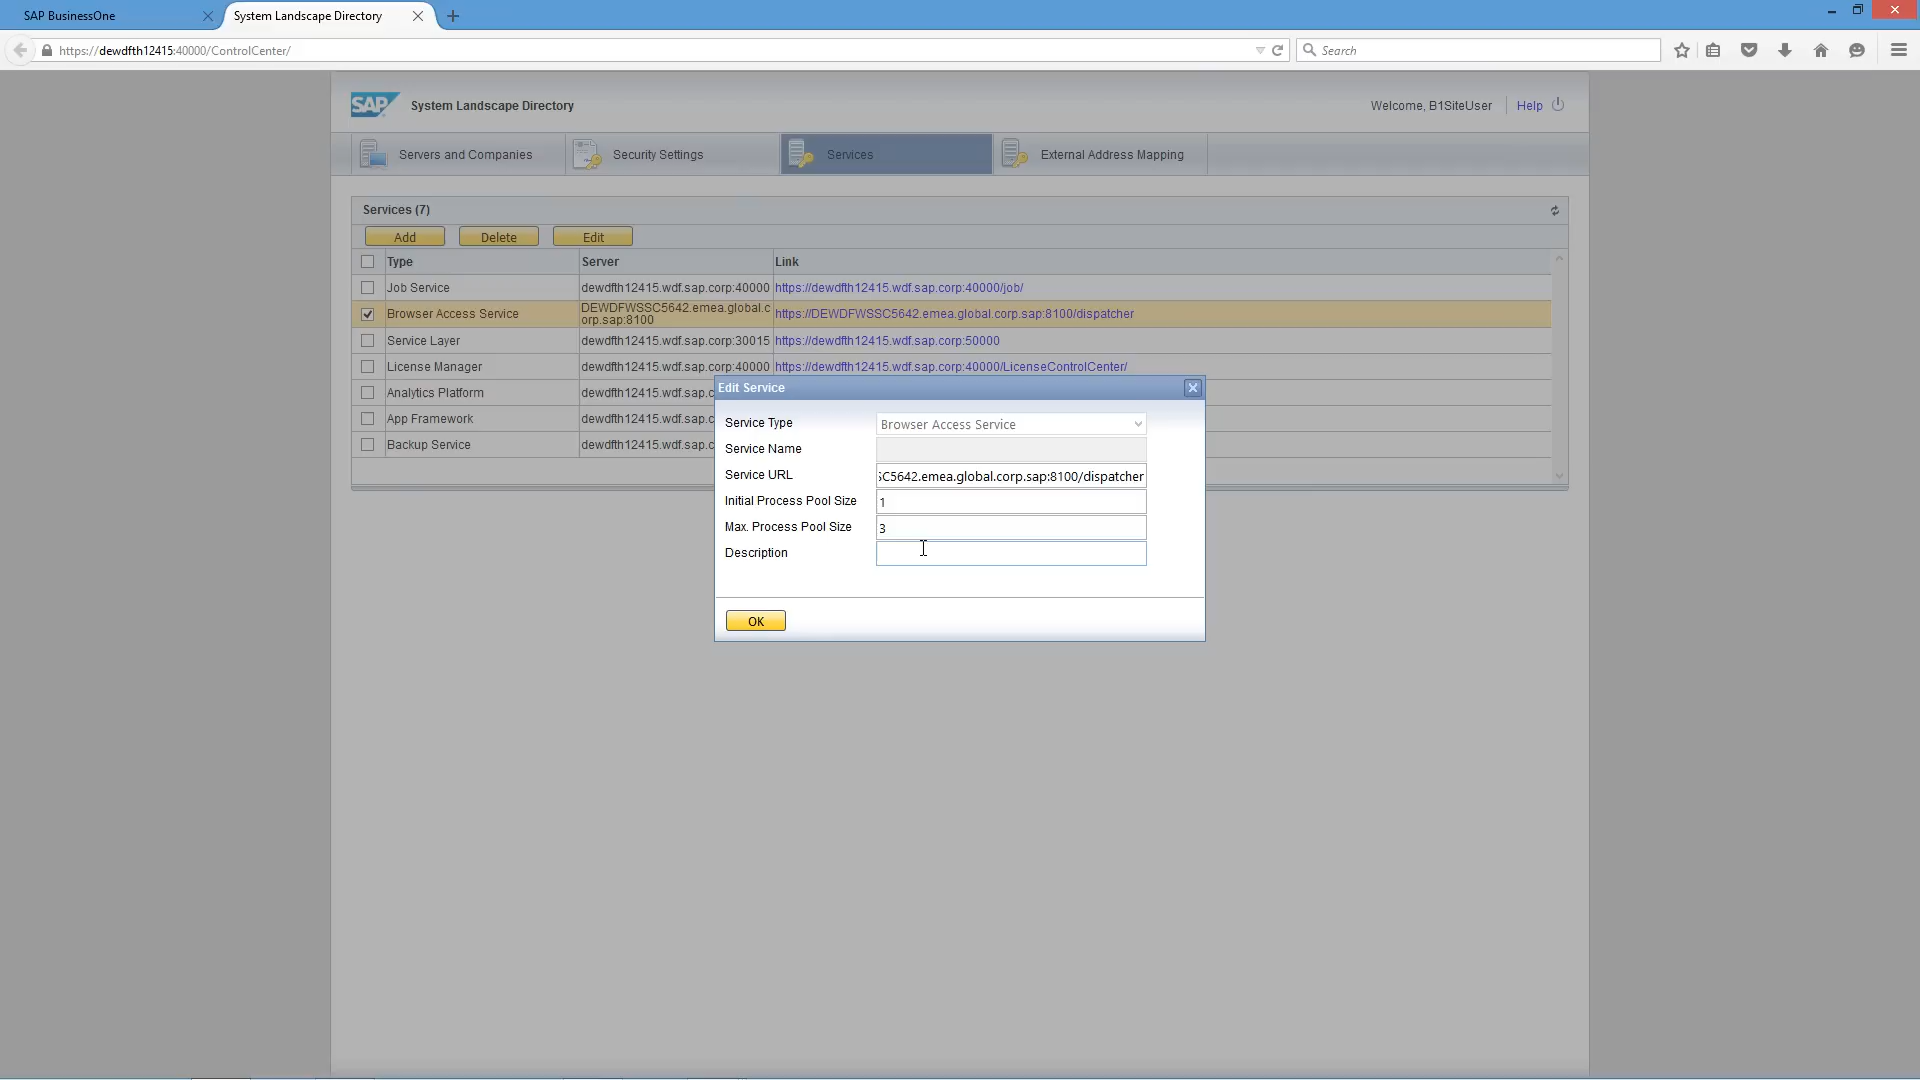 SAP BusinessOne
System Landscape Directory
https://dewdfth12415:40000/ControlCenter/
Search
SAP
System Landscape Directory
Welcome, B1SiteUser
Help
Servers and Companies
Security Settings
Services
External Address Mapping
Services (7)
Add
Delete
Edit
Type
Server
Link
Job Service
dewdfth12415.wdf.sap.corp:40000
https://dewdfth12415.wdf.sap.corp:40000/job/
Browser Access Service
DEWDFWSSC5642.emea.global.c
orp.sap:8100
https://DEWDFWSSC5642.emea.global.corp.sap:8100/dispatcher
Service Layer
dewdfth12415.wdf.sap.corp:30015
https://dewdfth12415.wdf.sap.corp:50000
License Manager
dewdfth12415.wdf.sap.corp:40000
https://dewdfth12415.wdf.sap.corp:40000/LicenseControlCenter/
Analytics Platform
dewdfth12415.wdf.sap.c
App Framework
dewdfth12415.wdf.sap.c
Backup Service
dewdfth12415.wdf.sap.c
Edit Service
Service Type
Browser Access Service
Service Name
Service URL
SC5642.emea.global.corp.sap:8100/dispatcher
Initial Process Pool Size
1
Max. Process Pool Size
3
Description
OK